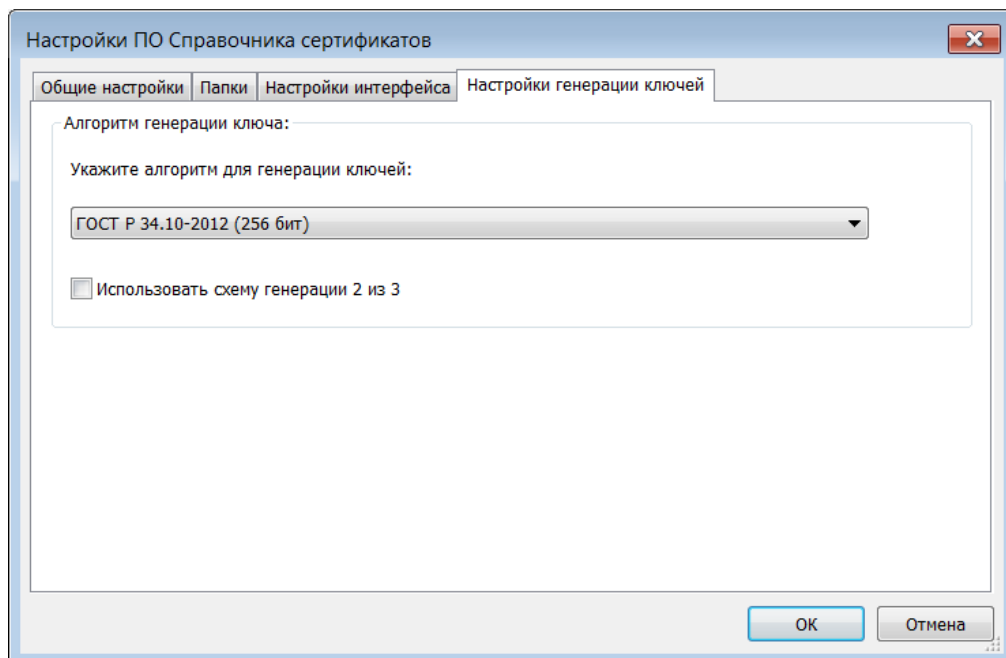 Настройки ПО Справочника сертификатов
Общие настройки Папки Настройки интерфейса Настройки генерации ключей
Алгоритм генерации ключа:
Укажите алгоритм для генерации ключей:
ГОСТ Р 34.10-2012 (256 бит)
Использовать схему генерации 2 из 3
ОК Отмена